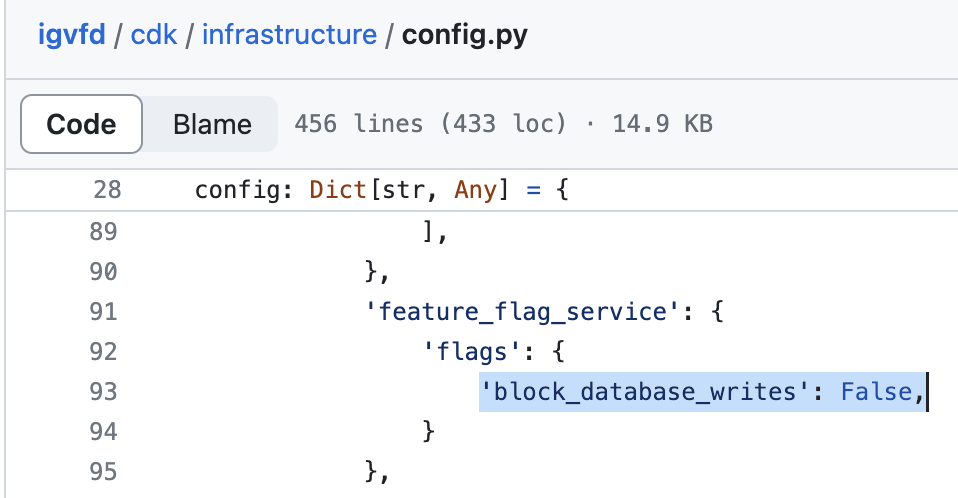 igvfd / cdk / infrastructure / config.py
Code Blame 456 lines (433 loc) · 14.9 KB
28 config: Dict[str, Any] = {
89 ],
90 },
91 'feature_flag_service': {
92 'flags': {
93 'block_database_writes': False,
94 }
95 },